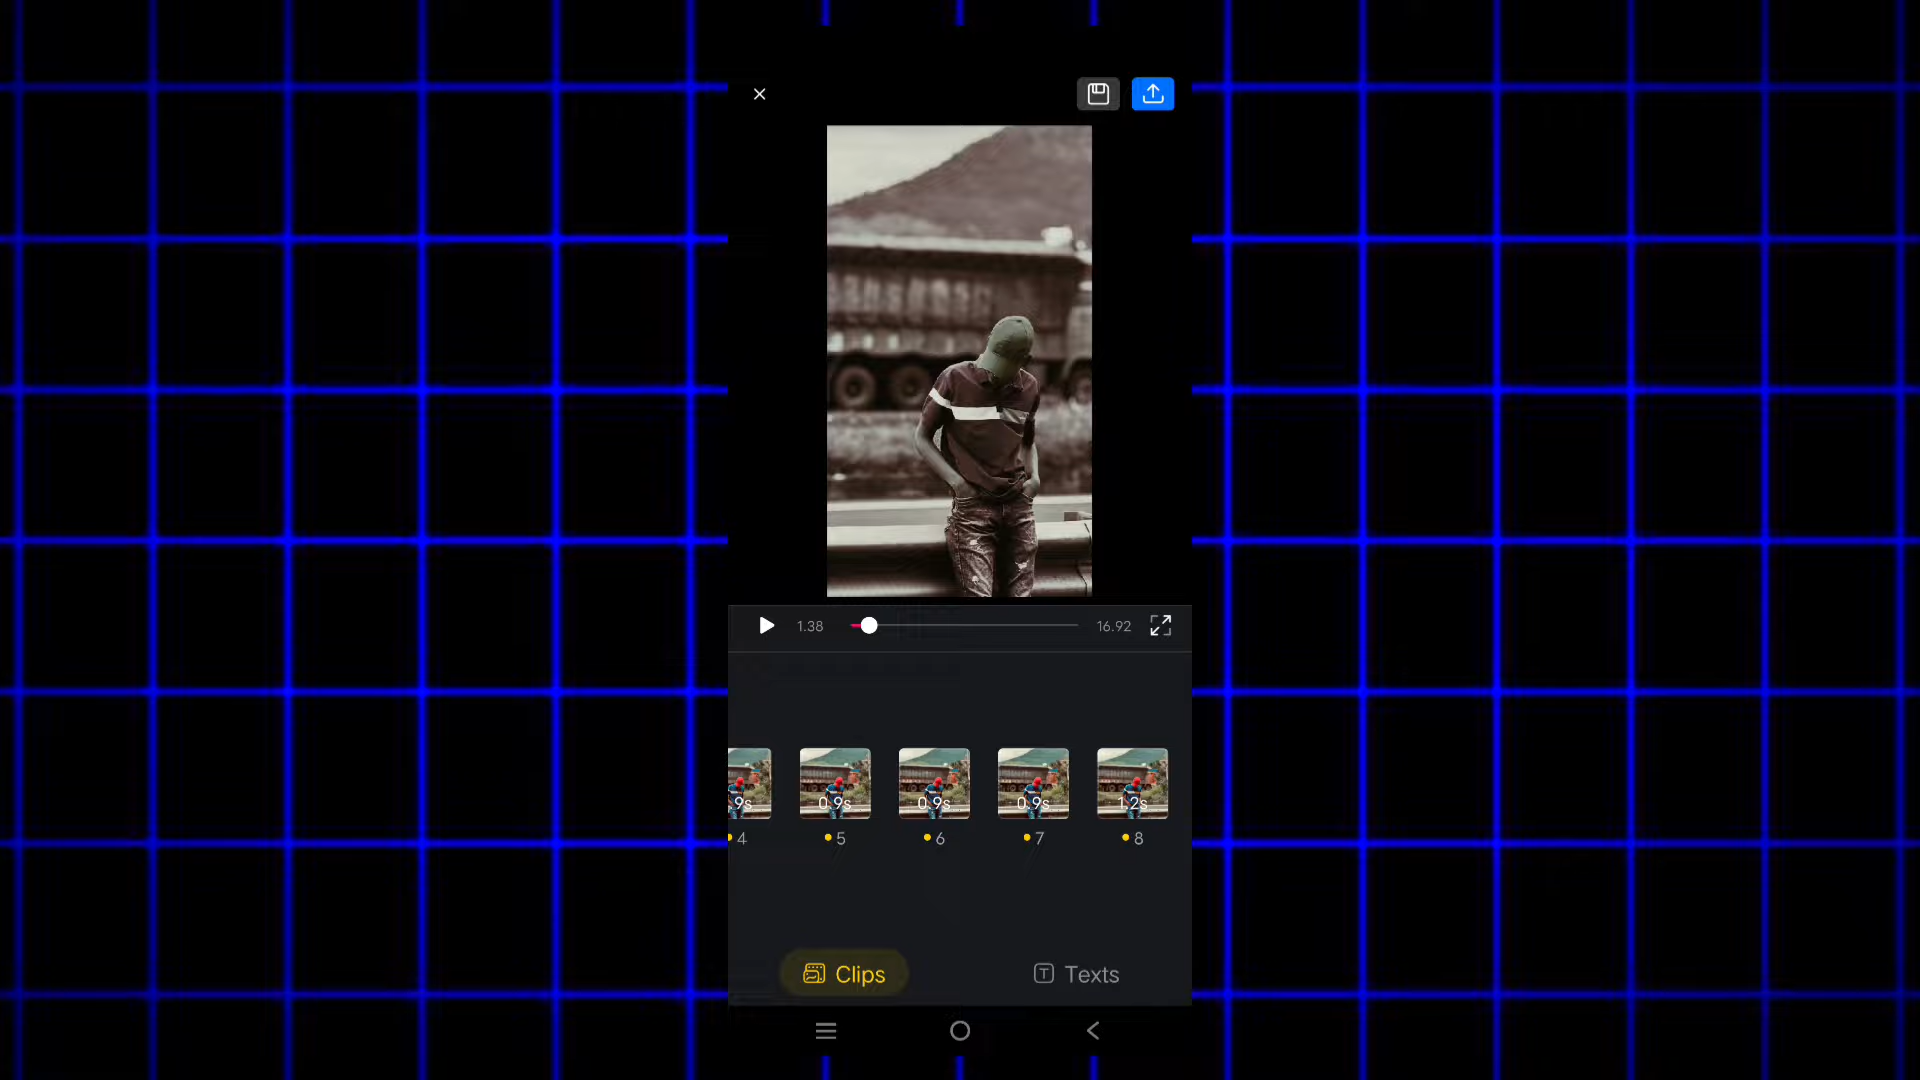 1.38 16.92
.9s 0.9s 0.9s 0.9s 1.2s
4 5 6 7 8
Clips T Texts